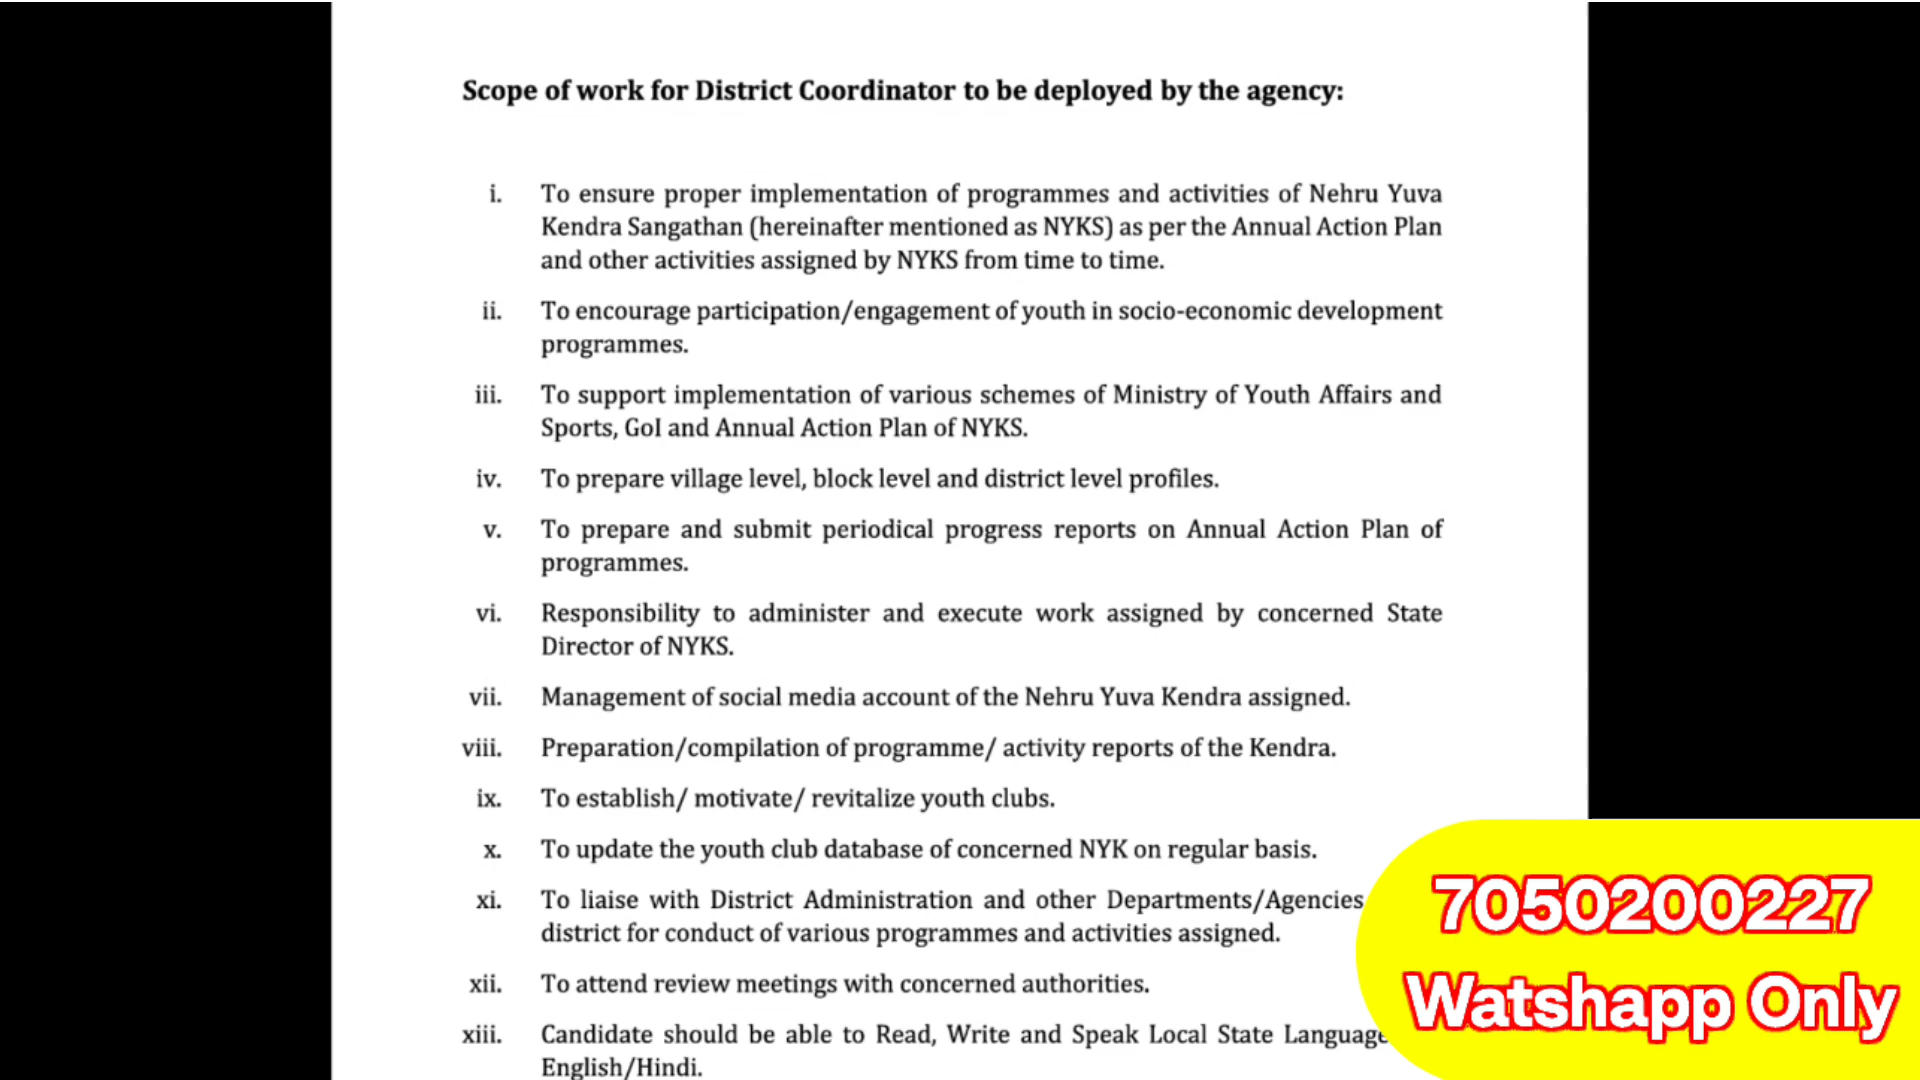 Scope of work for District Coordinator to be deployed by the agency:
i. To ensure proper implementation of programmes and activities of Nehru Yuva
Kendra Sangathan (hereinafter mentioned as NYKS) as per the Annual Action Plan
and other activities assigned by NYKS from time to time.
ii. To encourage participation/engagement of youth in socio-economic development
programmes.
iii. To support implementation of various schemes of Ministry of Youth Affairs and
Sports, GoI and Annual Action Plan of NYKS.
iv. To prepare village level, block level and district level profiles.
v. To prepare and submit periodical progress reports on Annual Action Plan of
programmes.
vi. Responsibility to administer and execute work assigned by concerned State
Director of NYKS.
vii. Management of social media account of the Nehru Yuva Kendra assigned.
viii. Preparation/compilation of programme/ activity reports of the Kendra.
ix. To establish/ motivate/ revitalize youth clubs.
x. To update the youth club database of concerned NYK on regular basis.
xi. To liaise with District Administration and other Departments/Agencies
district for conduct of various programmes and activities assigned.
xii. To attend review meetings with concerned authorities.
xiii. Candidate should be able to Read, Write and Speak Local State Language
English/Hindi.
7050200227
Watshapp Only